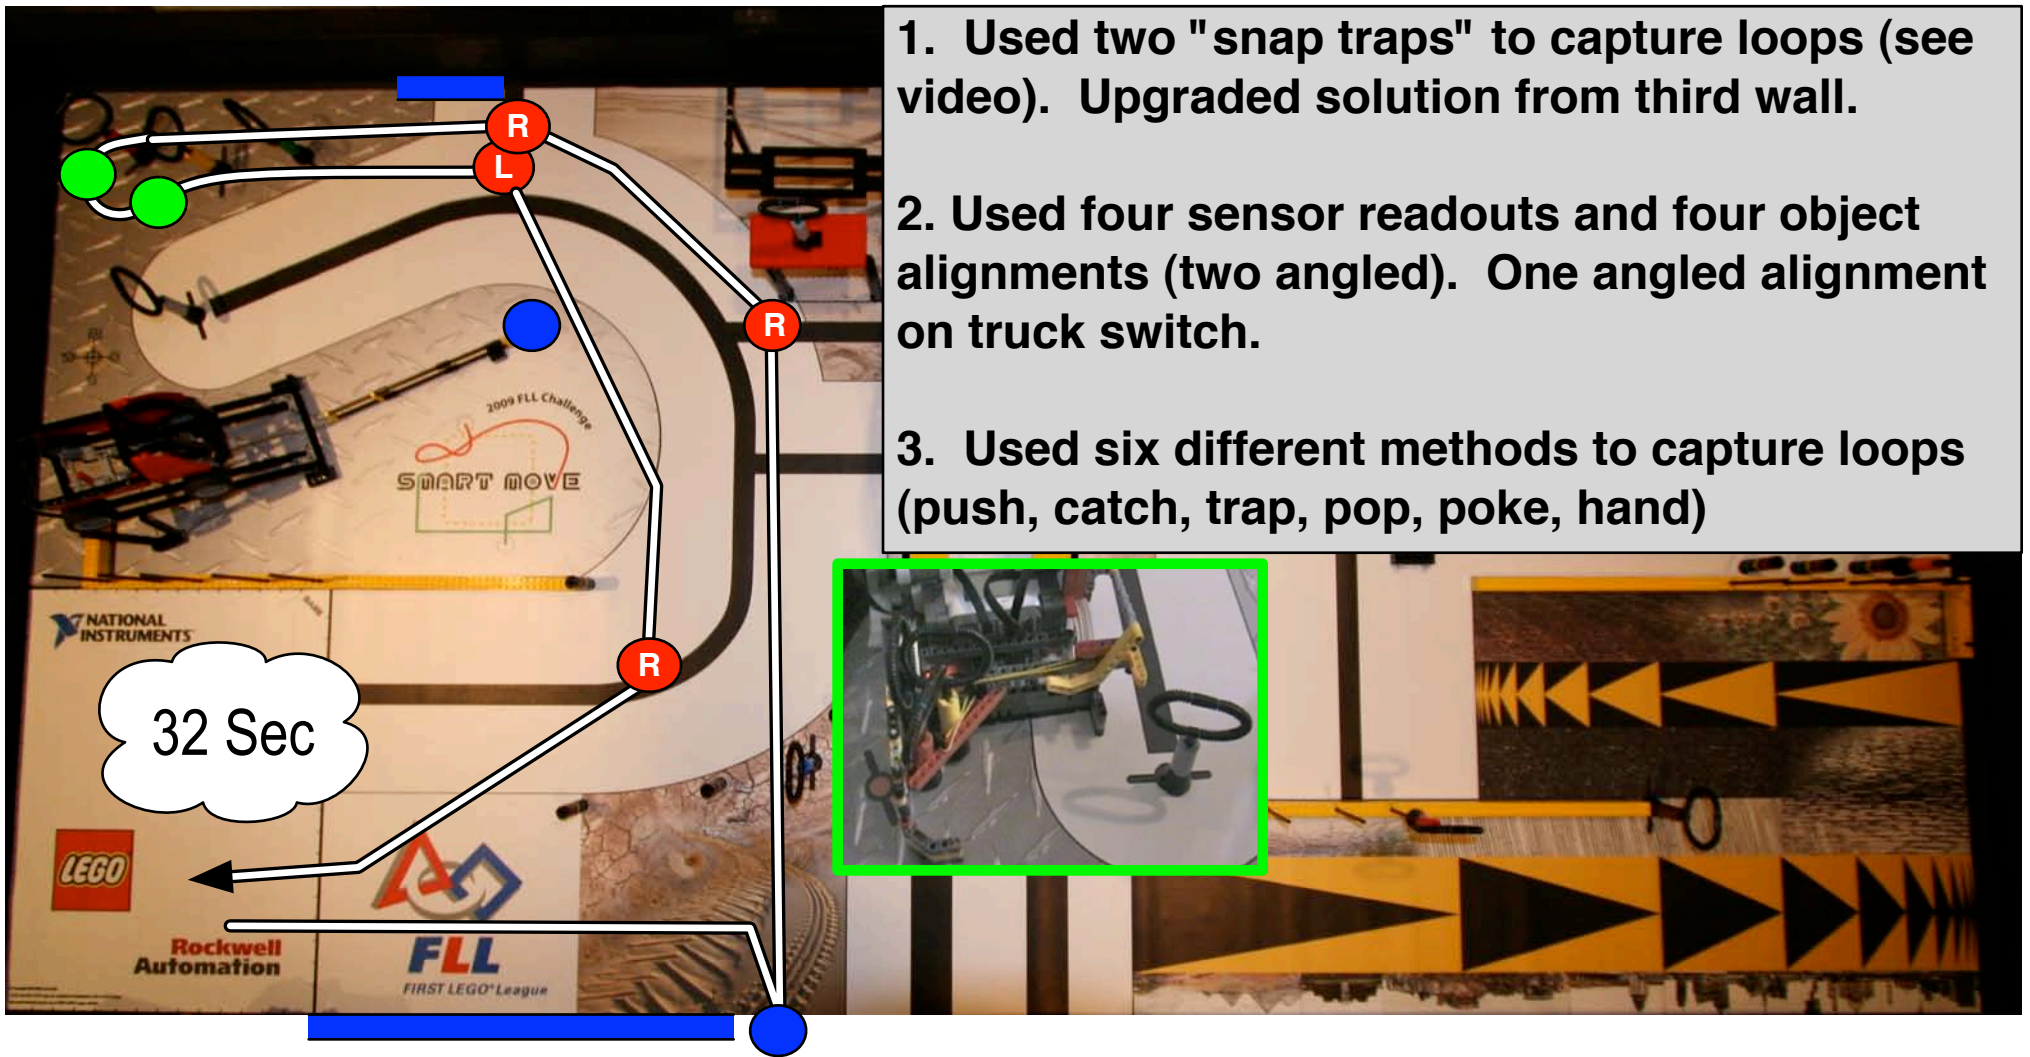 1.  Used two "snap traps" to capture loops (see
video).  Upgraded solution from third wall.
2. Used four sensor readouts and four object
alignments (two angled).  One angled alignment
on truck switch.
3.  Used six different methods to capture loops
(push, catch, trap, pop, poke, hand)
R
L
R
2009 FLL Challenge
SMART MOVE
NATIONAL
INSTRUMENTS
BASE
R
32 Sec
LEGO
Rockwell
Automation
FLL
FIRST LEGO League